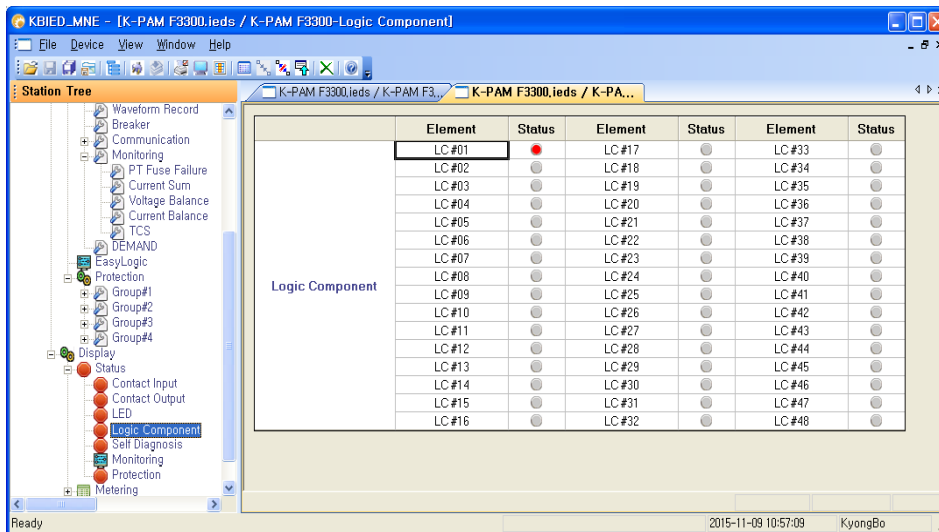 KBIED_MNE - [K-PAM F3300.ieds / K-PAM F3300-Logic Component]
File Device View Window Help
Station Tree
K-PAM F3300.ieds / K-PAM F3...
K-PAM F3300.ieds / K-PA...
Waveform Record
Breaker
Communication
Monitoring
PT Fuse Failure
Current Sum
Voltage Balance
Current Balance
TCS
DEMAND
EasyLogic
Protection
Group#1
Group#2
Group#3
Group#4
Display
Status
Contact Input
Contact Output
LED
Logic Component
Self Diagnosis
Monitoring
Protection
Metering
Element Status Element Status Element Status
Logic Component
LC#01 LC#17 LC#33
LC#02 LC#18 LC#34
LC#03 LC#19 LC#35
LC#04 LC#20 LC#36
LC#05 LC#21 LC#37
LC#06 LC#22 LC#38
LC#07 LC#23 LC#39
LC#08 LC#24 LC#40
LC#09 LC#25 LC#41
LC#10 LC#26 LC#42
LC#11 LC#27 LC#43
LC#12 LC#28 LC#44
LC#13 LC#29 LC#45
LC#14 LC#30 LC#46
LC#15 LC#31 LC#47
LC#16 LC#32 LC#48
Ready 2015-11-09 10:57:09 KyongBo